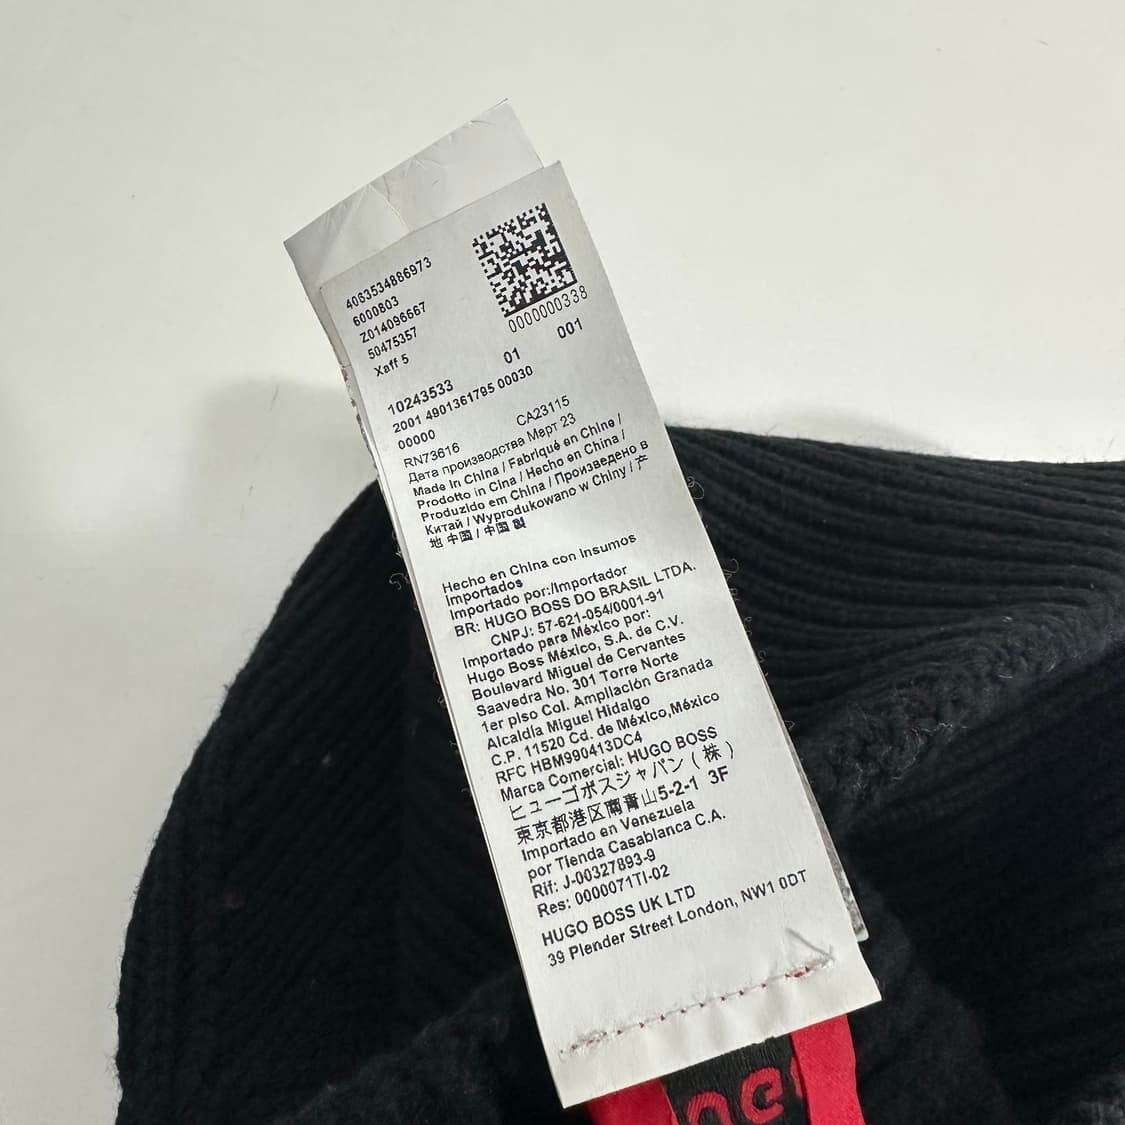 4063534886973
6000803
Z014096667
50475357
Xaff 5
0000000338
01 001
10243533
2001 4901361795 00030
00000
RN73616 CA23115
Дата производства Март 23
Made in China / Fabriqué en Chine /
Prodotto in Cina / Hecho en China /
Produzido em China / Произведено в
Китай / Wyprodukowano w Chiny / 产
地 中国 / 中国 製
Hecho en China con Insumos
Importados
Importado por:/Importador
BR: HUGO BOSS DO BRASIL LTDA.
CNPJ: 57-621-054/0001-91
Importado para México por:
Hugo Boss México, S.A. de C.V.
Boulevard Miguel de Cervantes
Saavedra No. 301 Torre Norte
1er piso Col. Ampliación Granada
Alcaldía Miguel Hidalgo
C.P. 11520 Cd. de México,México
RFC HBM990413DC4
Marca Comercial: HUGO BOSS
ヒューゴボスジャパン(株)
東京都港区南青山5-2-1 3F
Importado en Venezuela
por Tienda Casablanca C.A.
Rif: J-00327893-9
Res: 0000071TI-02
HUGO BOSS UK LTD
39 Plender Street London, NW1 0DT